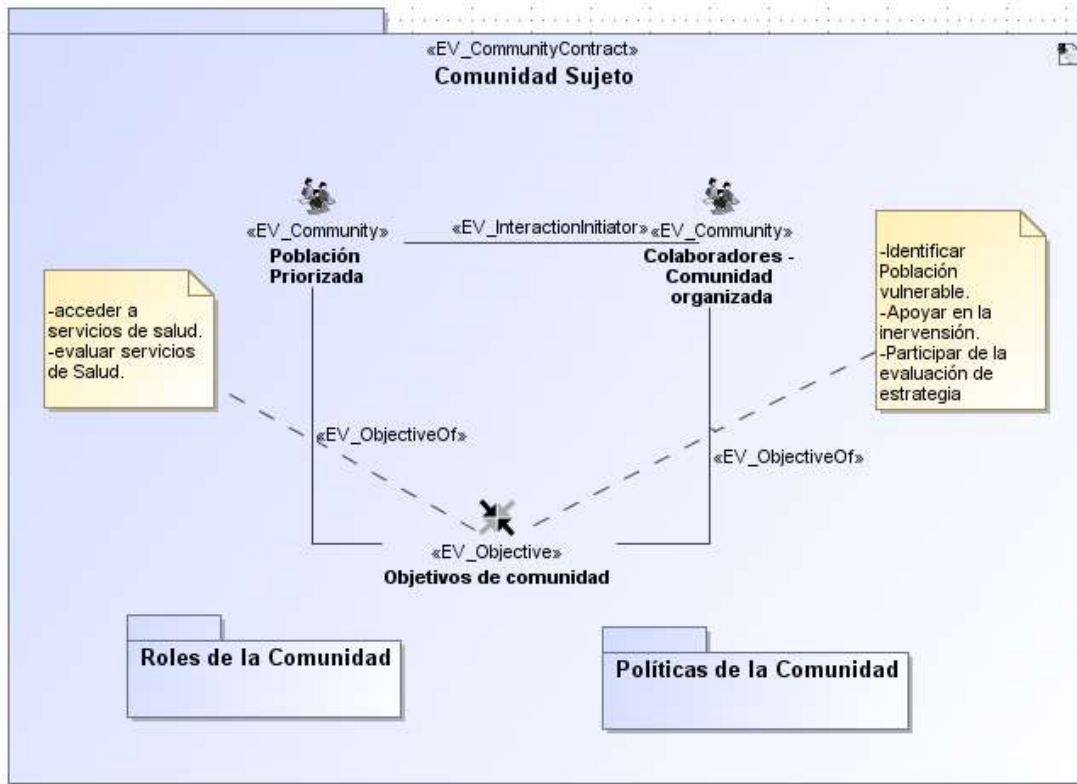 «EV_CommunityContract»
Comunidad Sujeto
«EV_Community»
Población
Priorizada
«EV_InteractionInitiator»
«EV_Community»
Colaboradores -
Comunidad
organizada
-acceder a
servicios de salud.
-evaluar servicios
de Salud.
-Identificar
Población
vulnerable.
-Apoyar en la
inervensión.
-Participar de la
evaluación de
estrategia
«EV_ObjectiveOf»
«EV_ObjectiveOf»
«EV_Objective»
Objetivos de comunidad
Roles de la Comunidad
Políticas de la Comunidad